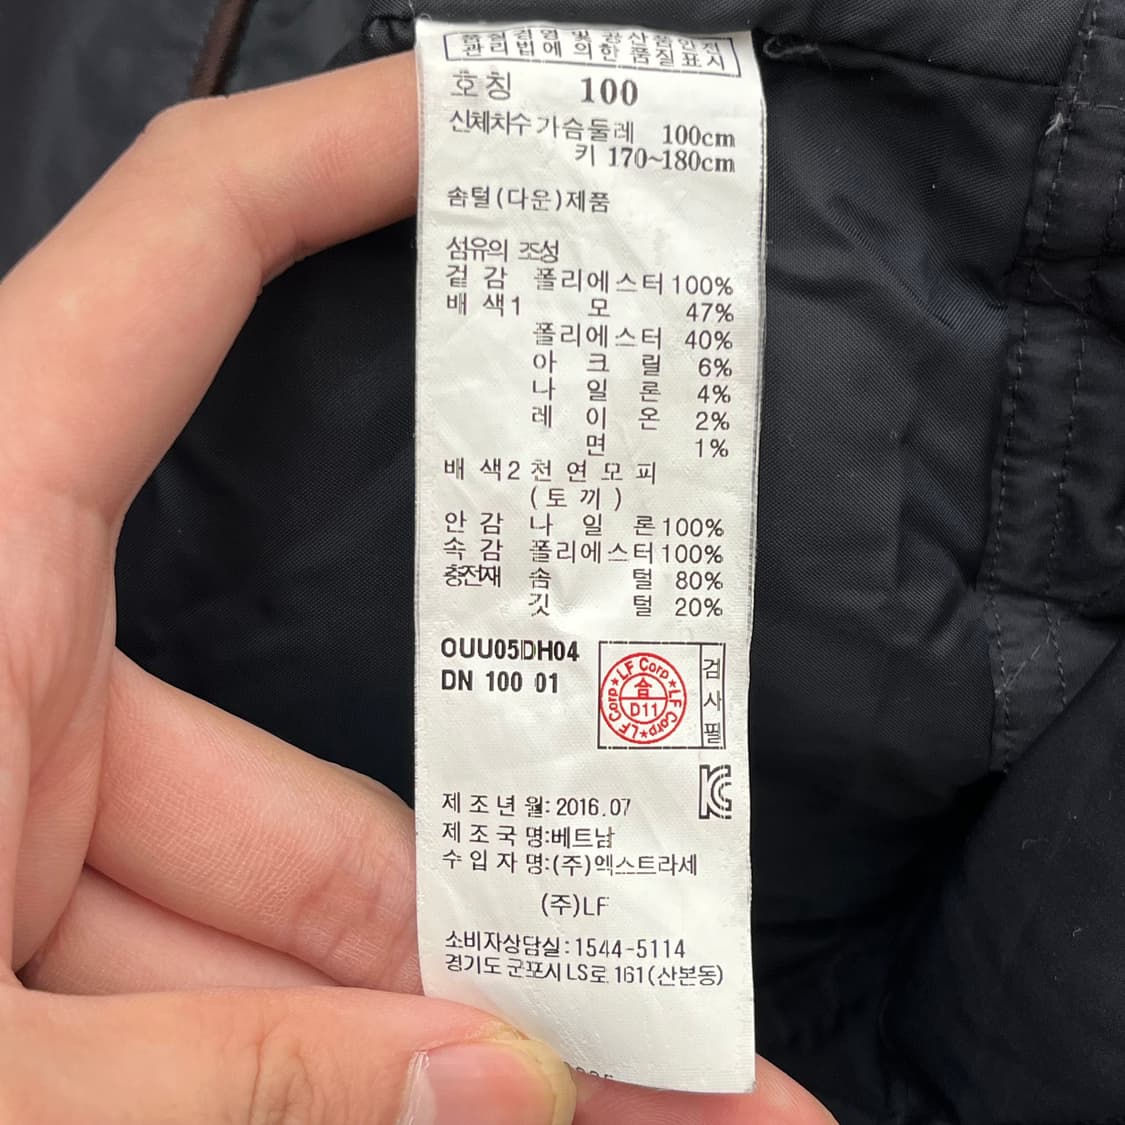 품질경영 및 공산품안전
관리법에 의한 품질표시
호칭 100
신체치수 가슴둘레 100cm
키 170~180cm
솜털(다운)제품
섬유의 조성
겉 감 폴리에스터 100%
배 색1 모 47%
폴리에스터 40%
아 크 릴 6%
나 일 론 4%
레 이 온 2%
면 1%
배 색2 천 연 모 피
(토 끼)
안 감 나 일 론 100%
속 감 폴리에스터 100%
충전재 솜 털 80%
깃 털 20%
OUU05DH04
DN 100 01
LF Corp★LF Corp★LF Corp★
合
D11
검사필
제 조 년 월: 2016.07
제 조 국 명:베트남
수 입 자 명:(주)엑스트라세
(주)LF
소비자상담실:1544-5114
경기도 군포시 LS로 161(산본동)